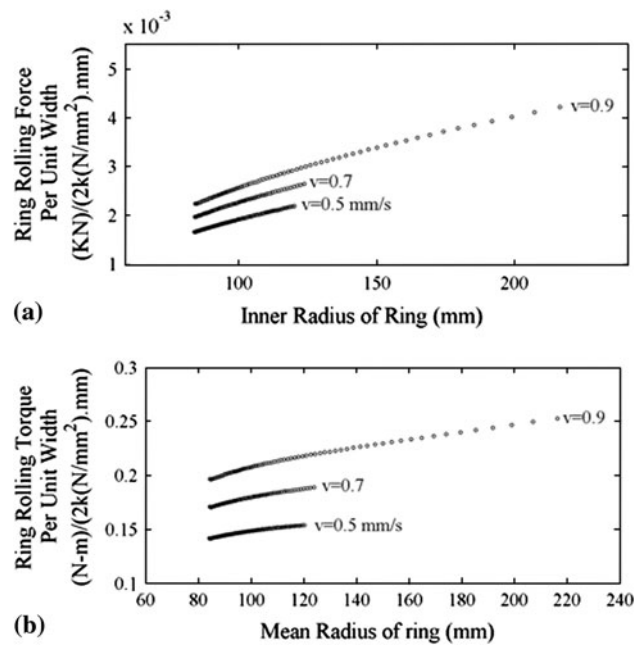 x 10⁻³
5
4
3
2
1
Ring Rolling Force
Per Unit Width
(KN)/(2k(N/mm²).mm)
v=0.9
v=0.7
v=0.5 mm/s
100
150
200
Inner Radius of Ring (mm)
(a)
0.3
0.25
0.2
0.15
0.1
Ring Rolling Torque
Per Unit Width
(N-m)/(2k(N/mm²).mm)
v=0.9
v=0.7
v=0.5 mm/s
60 80 100 120 140 160 180 200 220 240
Mean Radius of ring (mm)
(b)